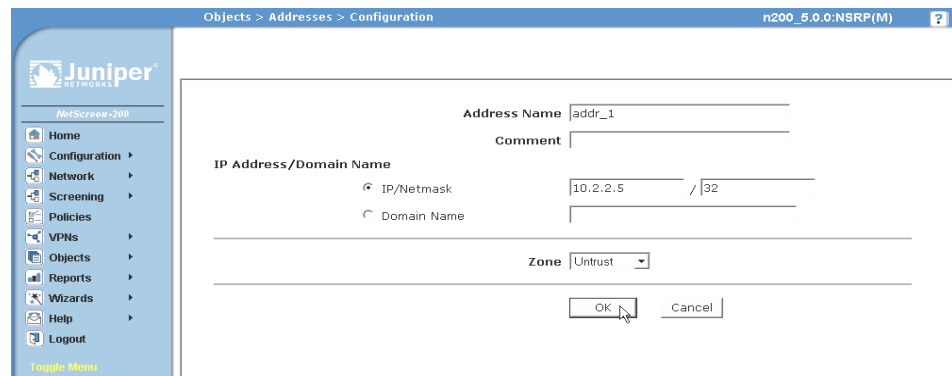 Objects > Addresses > Configuration
n200_5.0.0:NSRP(M)
?
Juniper®
NETWORKS
NetScreen-208
Home
Configuration
Network
Screening
Policies
VPNs
Objects
Reports
Wizards
Help
Logout
Toggle Menu
Address Name addr_1
Comment
IP Address/Domain Name
IP/Netmask 10.2.2.5 / 32
Domain Name
Zone Untrust
OK Cancel